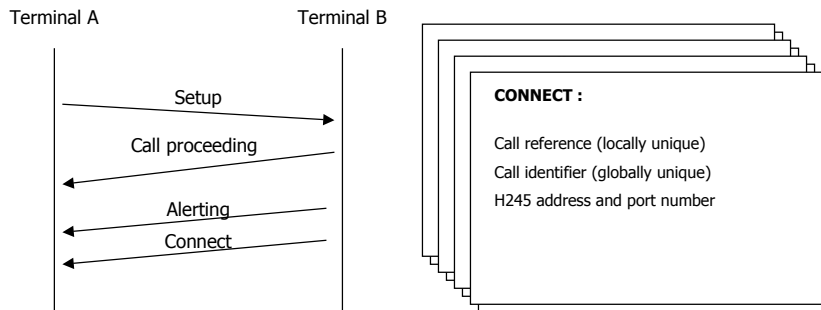 Terminal A
Terminal B
Setup
Call proceeding
Alerting
Connect
CONNECT :
Call reference (locally unique)
Call identifier (globally unique)
H245 address and port number